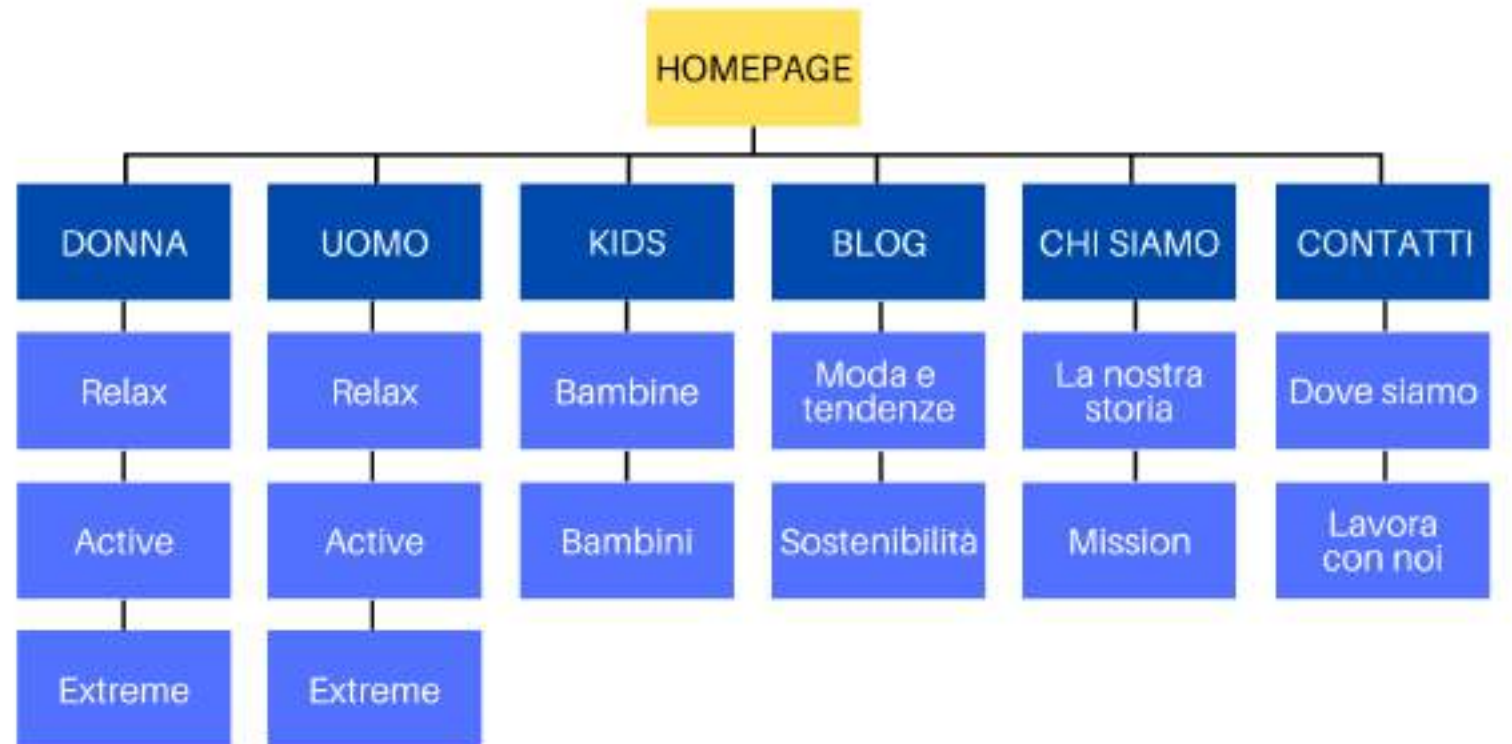 HOMEPAGE
DONNA
UOMO
KIDS
BLOG
CHI SIAMO
CONTATTI
Relax
Relax
Bambine
Moda e
tendenze
La nostra
storia
Dove siamo
Active
Active
Bambini
Sostenibilità
Mission
Lavora
con noi
Extreme
Extreme